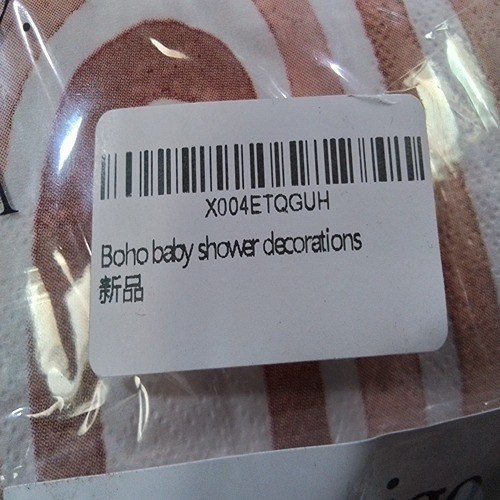 X004ETQGUH
Boho baby shower decorations
新品